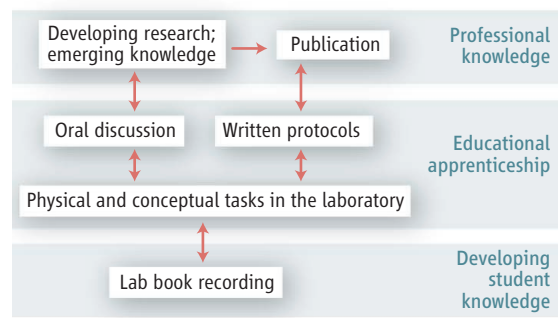 Developing research;
emerging knowledge
Publication
Professional
knowledge
Oral discussion
Written protocols
Educational
apprenticeship
Physical and conceptual tasks in the laboratory
Lab book recording
Developing
student
knowledge